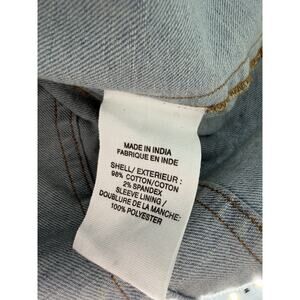 MADE IN INDIA
FABRIQUE EN INDE
SHELL/ EXTERIEUR :
98% COTTON/COTON
2% SPANDEX
SLEEVE LINING /
DOUBLURE DE LA MANCHE:
100% POLYESTER